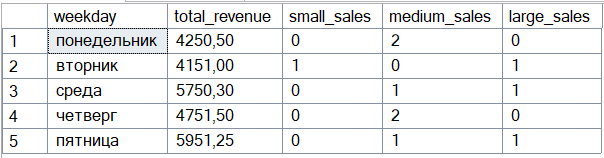 weekday total_revenue small_sales medium_sales large_sales
1 понедельник 4250,50 0 2 0
2 вторник 4151,00 1 0 1
3 среда 5750,30 0 1 1
4 четверг 4751,50 0 2 0
5 пятница 5951,25 0 1 1